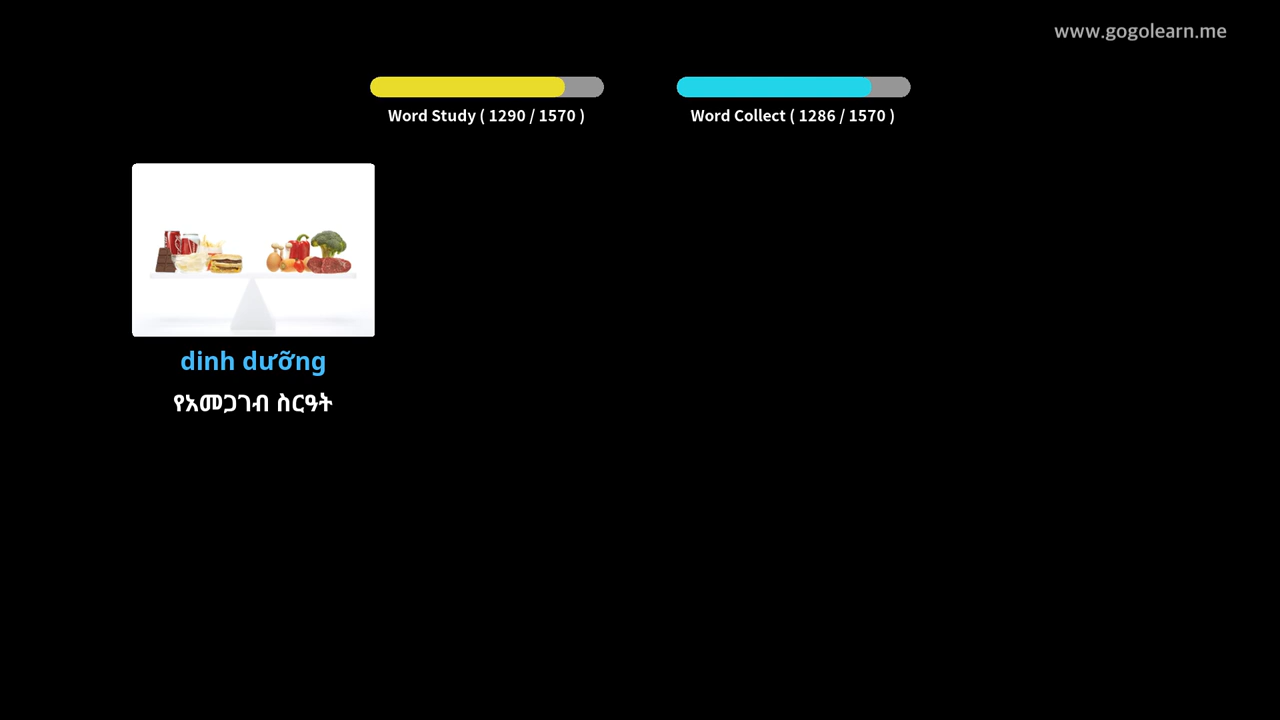 www.gogolearn.me
Word Study ( 1290 / 1570 )
Word Collect ( 1286 / 1570 )
dinh dưỡng
የአመጋገብ ስርዓት